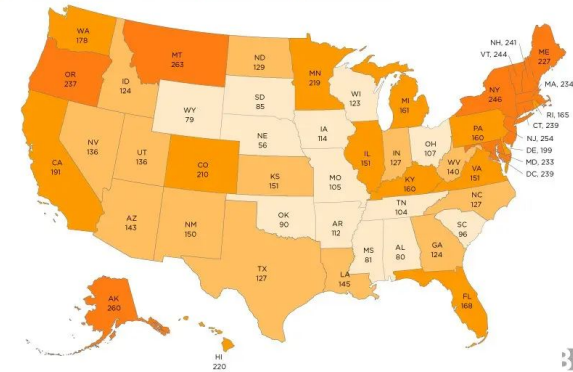 WA
178
OR
237
CA
191
ID
124
NV
136
MT
263
WY
79
UT
136
AZ
143
CO
210
NM
150
ND
129
SD
85
NE
56
KS
151
OK
90
TX
127
MN
219
IA
114
MO
105
AR
112
LA
145
WI
123
IL
151
MI
161
IN
127
OH
107
KY
160
TN
104
MS
81
AL
80
GA
124
FL
168
SC
96
NC
127
VA
151
WV
140
PA
160
NY
246
ME
227
NH, 241
VT, 244
MA, 234
RI, 165
CT, 239
NJ, 254
DE, 199
MD, 233
DC, 239
AK
260
HI
220